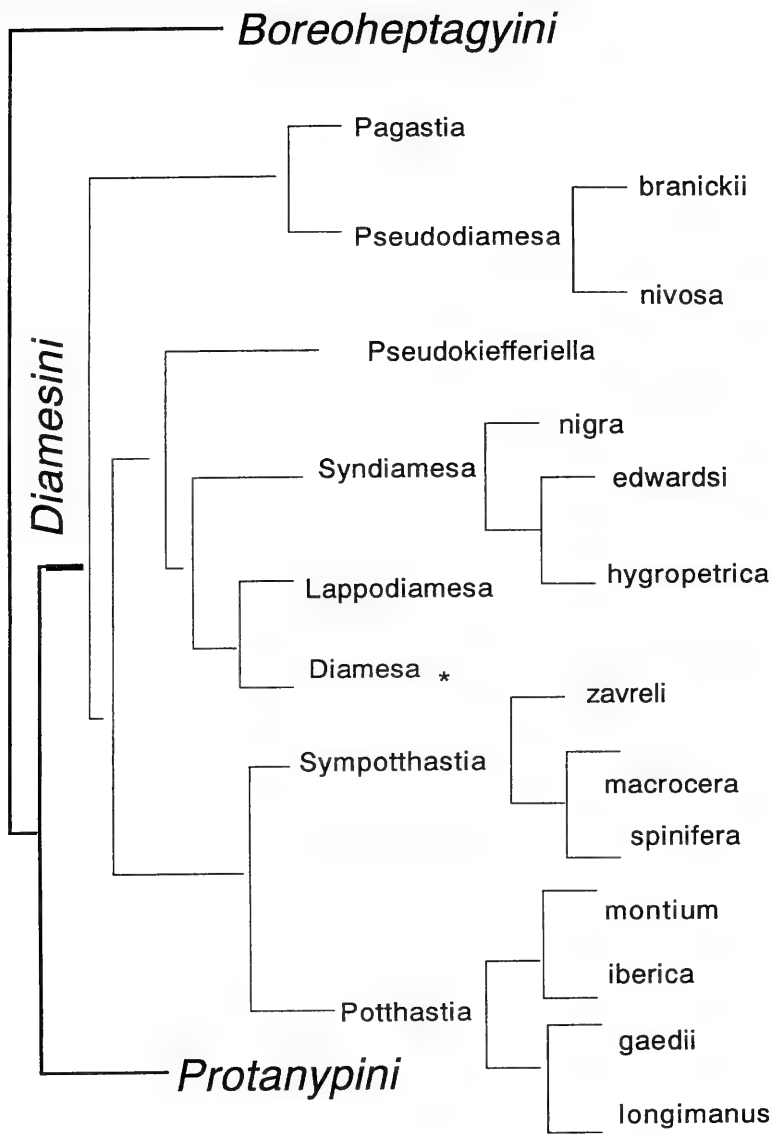 Boreoheptagyini
Pagastia
branickii
Pseudodiamesa
nivosa
Diamesini
Pseudokiefferiella
nigra
Syndiamesa
edwardsi
hygropetrica
Lappodiamesa
Diamesa *
zavreli
Sympotthastia
macrocera
spinifera
montium
iberica
Potthastia
gaedii
Protanypini
longimanus